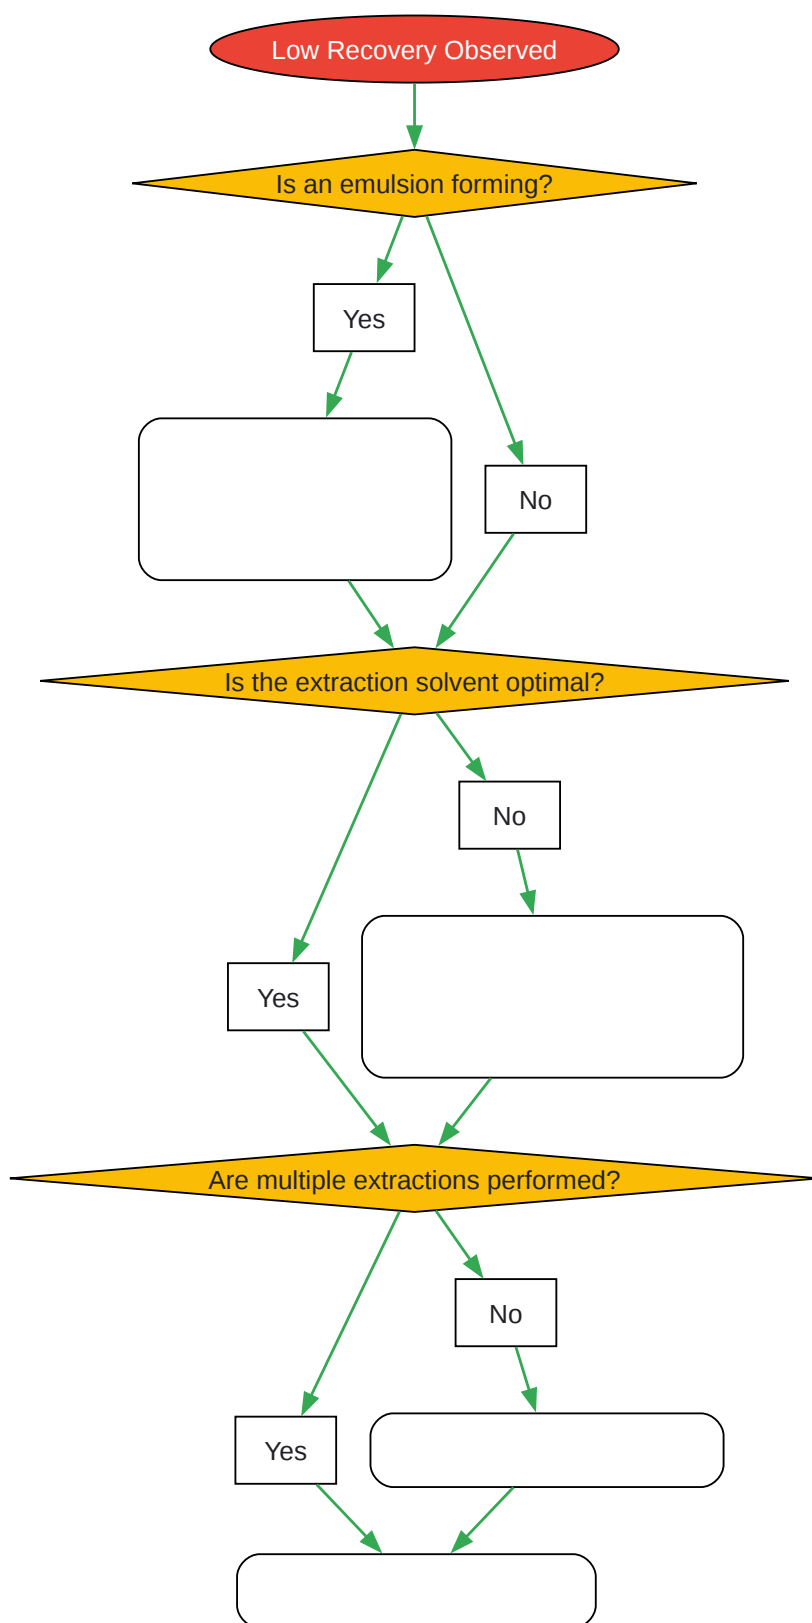 Low Recovery Observed
Is an emulsion forming?
Yes
No
Is the extraction solvent optimal?
No
Yes
Are multiple extractions performed?
No
Yes